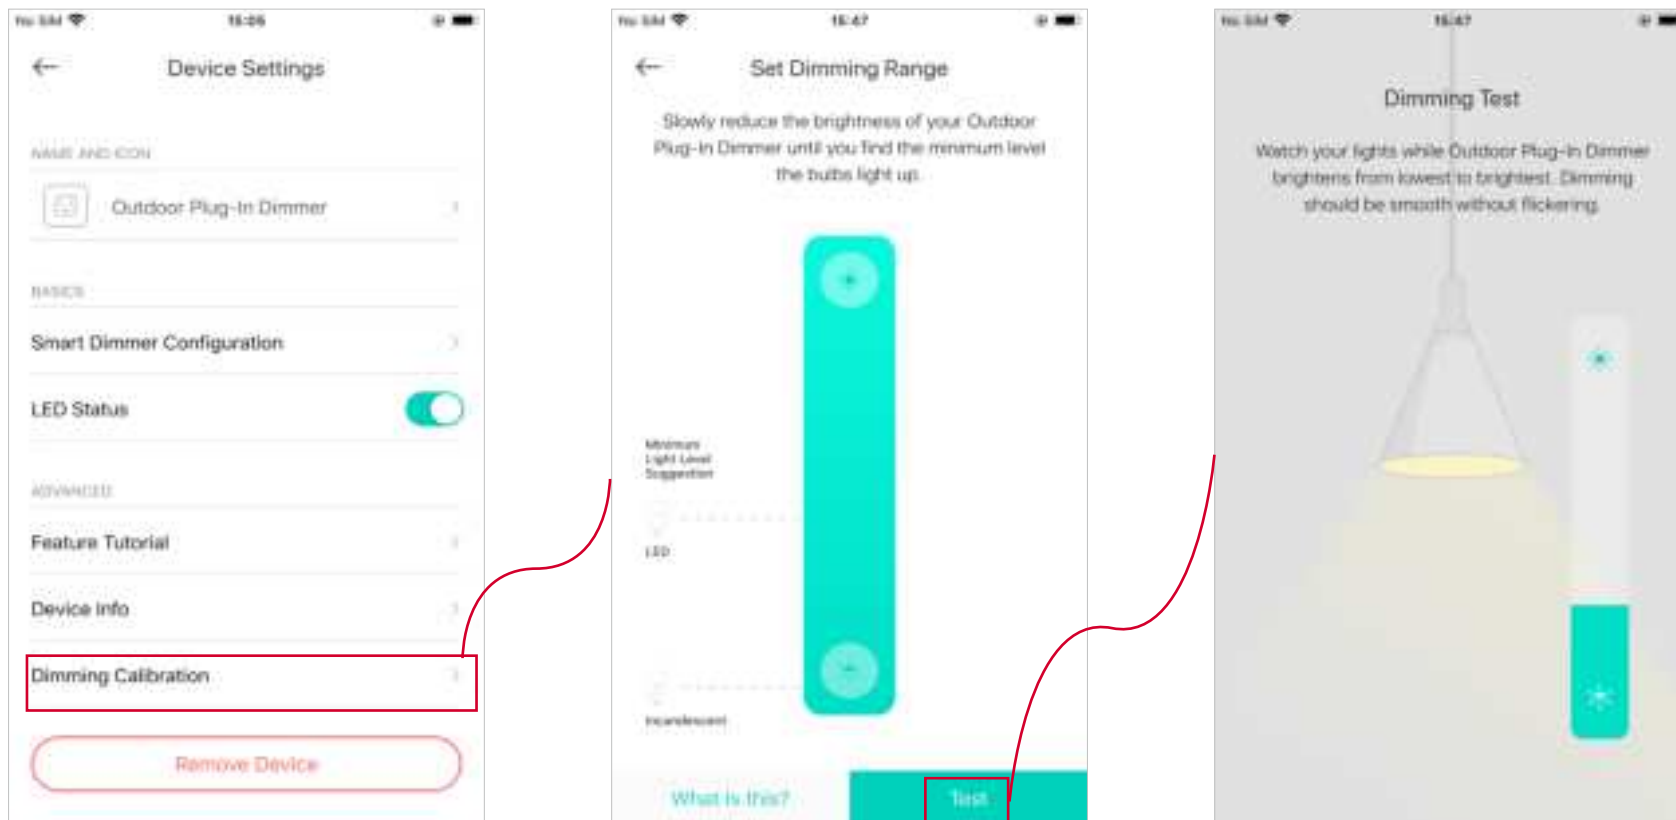 No SIM 15:05
Device Settings
NAME AND ICON
Outdoor Plug-In Dimmer
BASICS
Smart Dimmer Configuration
LED Status
ADVANCED
Feature Tutorial
Device Info
Dimming Calibration
Remove Device
No SIM 15:47
Set Dimming Range
Slowly reduce the brightness of your Outdoor
Plug-In Dimmer until you find the minimum level
the bulbs light up.
Minimum
Light Level
Suggestion
LED
Incandescent
What is this?
Test
No SIM 15:47
Dimming Test
Watch your lights while Outdoor Plug-In Dimmer
brightens from lowest to brightest. Dimming
should be smooth without flickering.